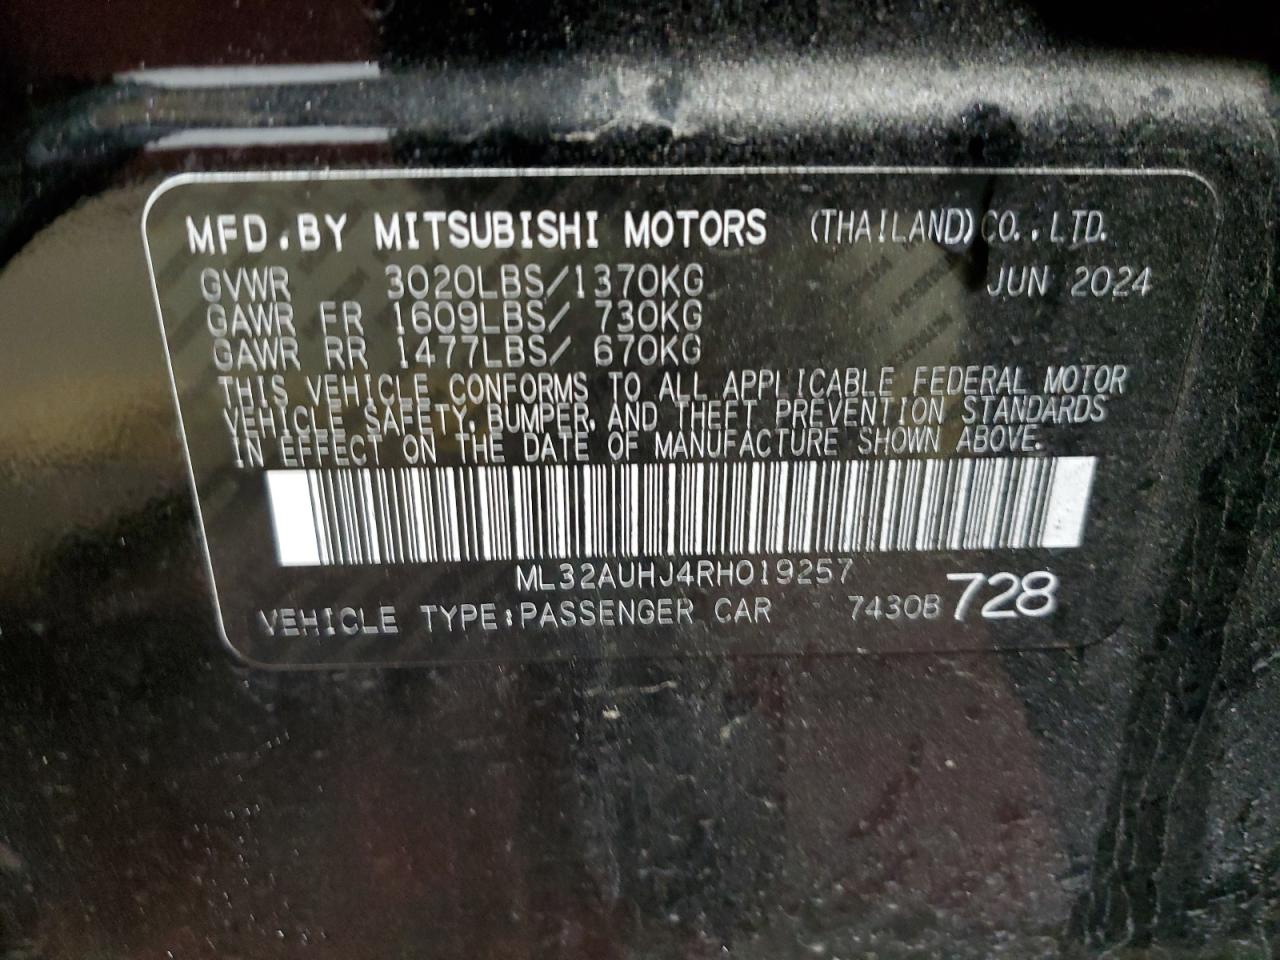 MFD.BY MITSUBISHI MOTORS (THAILAND)CO.,LTD.
GVWR 3020LBS/1370KG JUN 2024
GAWR FR 1609LBS/ 730KG
GAWR RR 1477LBS/ 670KG
THIS VEHICLE CONFORMS TO ALL APPLICABLE FEDERAL MOTOR
VEHICLE SAFETY, BUMPER, AND THEFT PREVENTION STANDARDS
IN EFFECT ON THE DATE OF MANUFACTURE SHOWN ABOVE.
ML32AUHJ4RH019257
VEHICLE TYPE:PASSENGER CAR 7430B 728